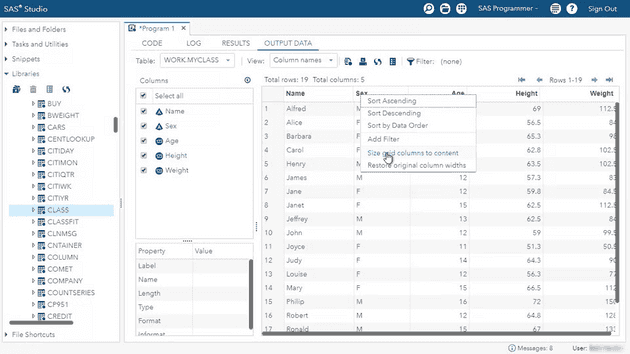 SAS® Studio
SAS Programmer
Sign Out
Files and Folders
Tasks and Utilities
Snippets
Libraries
BUY
BWEIGHT
CARS
CENTLOOKUP
CITIDAY
CITIMON
CITIQTR
CITIWK
CITIYR
CLASS
CLASSFIT
CLNMSG
CNTAINER
COLUMN
COMET
COMPANY
COUNTSERIES
CP951
CREDIT
File Shortcuts
*Program 1
CODE LOG RESULTS OUTPUT DATA
Table: WORK.MYCLASS View: Column names Filter: (none)
Columns
Select all
Name
Sex
Age
Height
Weight
Property Value
Label
Name
Length
Type
Format
Informat
Total rows: 19 Total columns: 5 Rows 1-19
Name Sex Age Height Weight
1 Alfred 69 112.5
2 Alice 56.5 84
3 Barbara 65.3 98
4 Carol 62.8 102.5
5 Henry 63.5 102.5
6 James M 12 57.3 83
7 Jane F 12 59.8 84.5
8 Janet F 15 62.5 112.5
9 Jeffrey M 13 62.5 84
10 John M 12 59 99.5
11 Joyce F 11 51.3 50.5
12 Judy F 14 64.3 90
13 Louise F 12 56.3 77
14 Mary F 15 66.5 112
15 Philip M 16 72 150
16 Robert M 12 64.8 128
17 Ronald M 15 67 133
Sort Ascending
Sort Descending
Sort by Data Order
Add Filter
Size grid columns to content
Restore original column widths
Messages: 8 User: